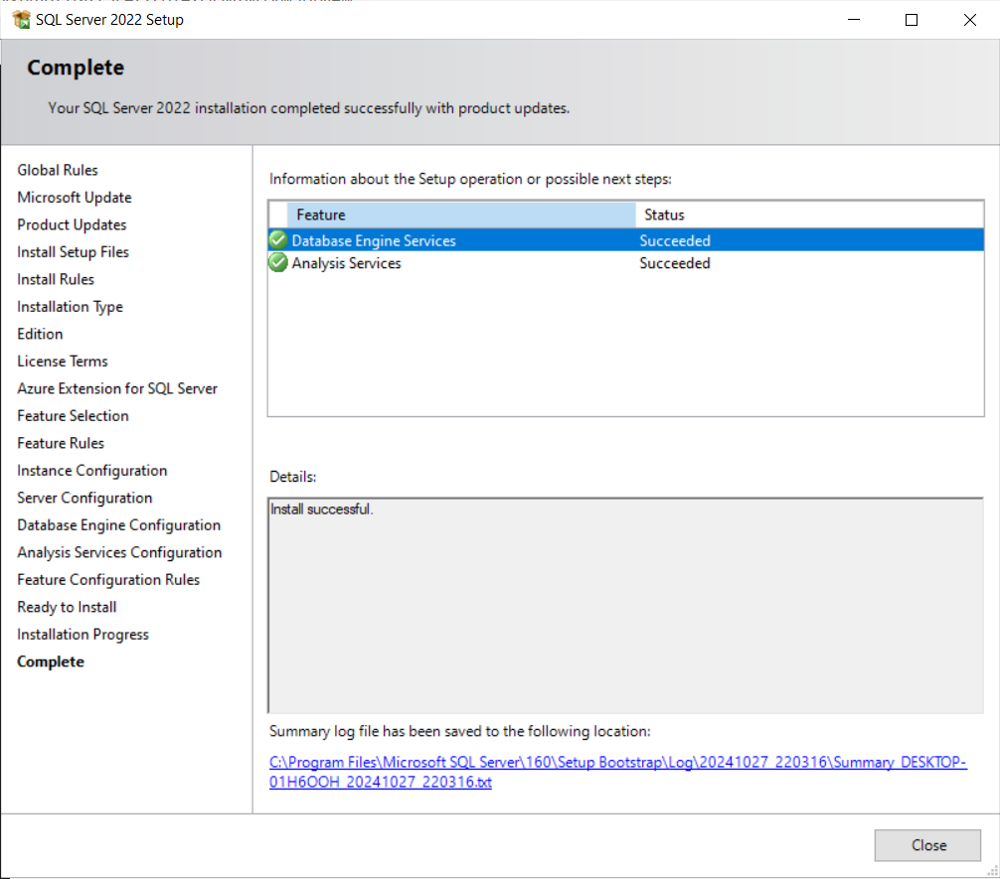 SQL Server 2022 Setup
Complete
Your SQL Server 2022 installation completed successfully with product updates.
Global Rules
Microsoft Update
Product Updates
Install Setup Files
Install Rules
Installation Type
Edition
License Terms
Azure Extension for SQL Server
Feature Selection
Feature Rules
Instance Configuration
Server Configuration
Database Engine Configuration
Analysis Services Configuration
Feature Configuration Rules
Ready to Install
Installation Progress
Complete
Information about the Setup operation or possible next steps:
Feature Status
Database Engine Services Succeeded
Analysis Services Succeeded
Details:
Install successful.
Summary log file has been saved to the following location:
C:\Program Files\Microsoft SQL Server\160\Setup Bootstrap\Log\20241027_220316\Summary_DESKTOP-
01H6OOH_20241027_220316.txt
Close